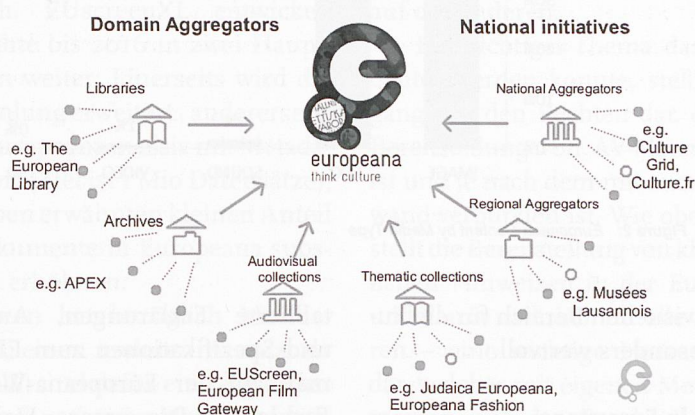 Domain Aggregators
National initiatives
Libraries
National Aggregators
e.g. The
European
Library
europeana
think culture
e.g.
Culture
Grid,
Culture.fr
Archives
Regional Aggregators
e.g. APEX
Audiovisual
collections
Thematic collections
e.g. Musées
Lausannois
e.g. EUScreen,
European Film
Gateway
e.g. Judaica Europeana,
Europeana Fashion